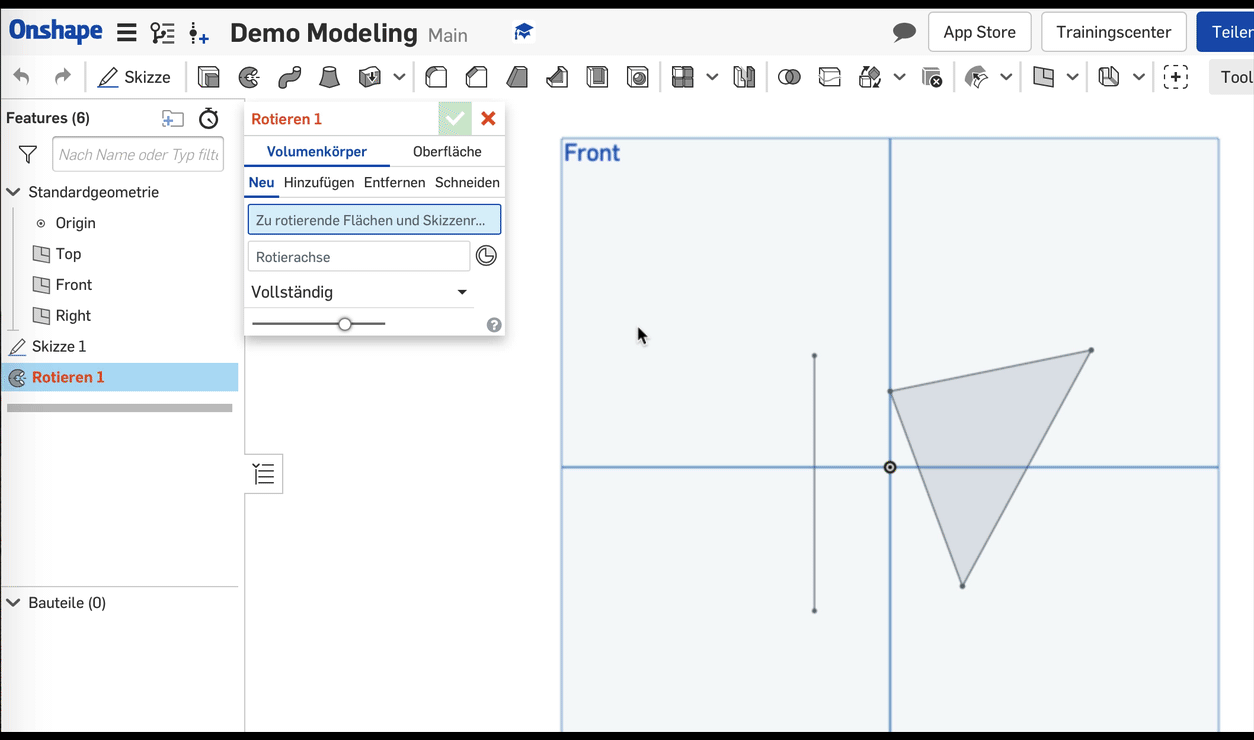 Onshape Demo Modeling Main App Store Trainingscenter Teilen
Skizze Tool
Features (6)
Nach Name oder Typ filte
Standardgeometrie
Origin
Top
Front
Right
Skizze 1
Rotieren 1
Bauteile (0)
Rotieren 1
Volumenkörper Oberfläche
Neu Hinzufügen Entfernen Schneiden
Zu rotierende Flächen und Skizzenr...
Rotierachse
Vollständig
Front